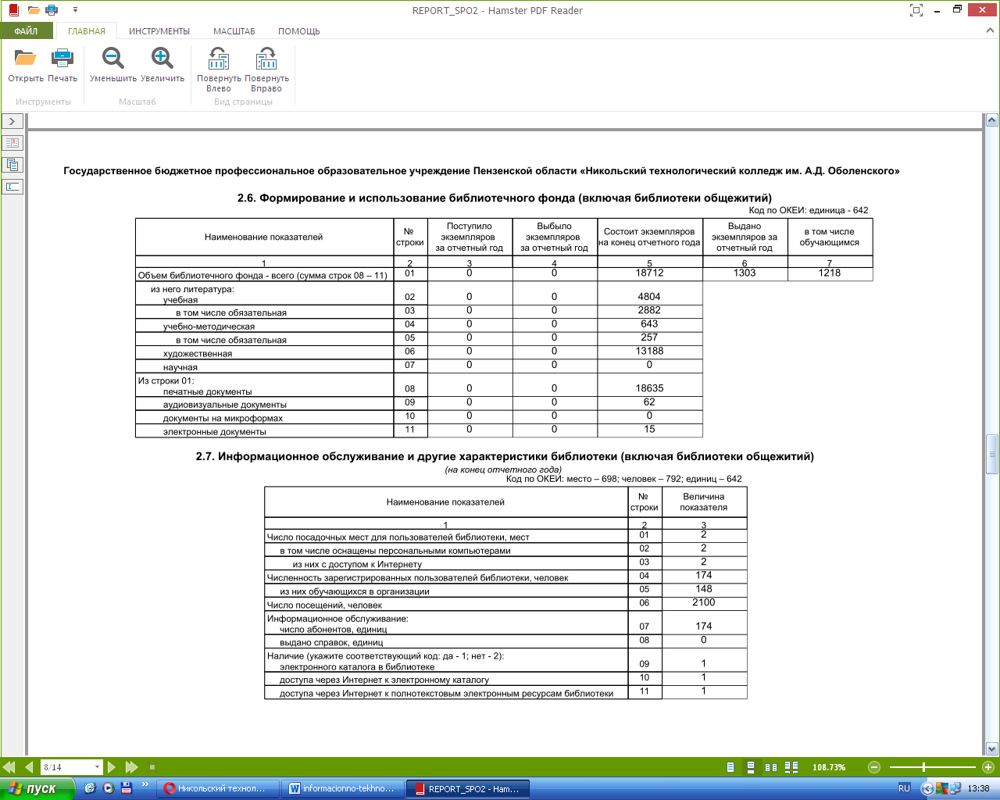 REPORT_SPO2 - Hamster PDF Reader
ФАЙЛ ГЛАВНАЯ ИНСТРУМЕНТЫ МАСШТАБ ПОМОЩЬ
Открыть Печать Уменьшить Увеличить Повернуть Влево Повернуть Вправо
Инструменты Масштаб Вид страницы
Государственное бюджетное профессиональное образовательное учреждение Пензенской области «Никольский технологический колледж им. А.Д. Оболенского»
2.6. Формирование и использование библиотечного фонда (включая библиотеки общежитий)
Код по ОКЕИ: единица - 642
Наименование показателей № строки Поступило экземпляров за отчетный год Выбыло экземпляров за отчетный год Состоит экземпляров на конец отчетного года Выдано экземпляров за отчетный год в том числе обучающимся
1 2 3 4 5 6 7
Объем библиотечного фонда - всего (сумма строк 08 – 11) 01 0 0 18712 1303 1218
из него литература:
учебная 02 0 0 4804
в том числе обязательная 03 0 0 2882
учебно-методическая 04 0 0 643
в том числе обязательная 05 0 0 257
художественная 06 0 0 13188
научная 07 0 0 0
Из строки 01:
печатные документы 08 0 0 18635
аудиовизуальные документы 09 0 0 62
документы на микроформах 10 0 0 0
электронные документы 11 0 0 15
2.7. Информационное обслуживание и другие характеристики библиотеки (включая библиотеки общежитий)
(на конец отчетного года)
Код по ОКЕИ: место – 698; человек – 792; единиц – 642
Наименование показателей № строки Величина показателя
1 2 3
Число посадочных мест для пользователей библиотеки, мест 01 2
в том числе оснащены персональными компьютерами 02 2
из них с доступом к Интернету 03 2
Численность зарегистрированных пользователей библиотеки, человек 04 174
из них обучающихся в организации 05 148
Число посещений, человек 06 2100
Информационное обслуживание:
число абонентов, единиц 07 174
выдано справок, единиц 08 0
Наличие (укажите соответствующий код: да - 1; нет - 2):
электронного каталога в библиотеке 09 1
доступа через Интернет к электронному каталогу 10 1
доступа через Интернет к полнотекстовым электронным ресурсам библиотеки 11 1
8/14 108.73%
пуск Никольский технол... informacionno-tekhno... REPORT_SPO2 - Ham... RU 13:38